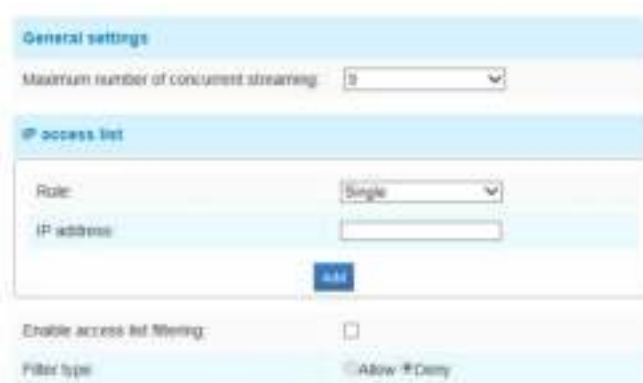 General settings
Maximum number of concurrent streaming:
IP access list
Rule: Single
IP address:
Add
Enable access list filtering:
Filter type: Allow Deny